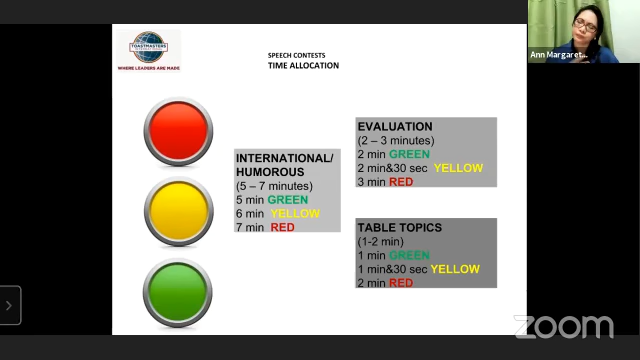 TOASTMASTERS
INTERNATIONAL
WHERE LEADERS ARE MADE
SPEECH CONTESTS
TIME ALLOCATION
INTERNATIONAL/
HUMOROUS
(5 – 7 minutes)
5 min GREEN
6 min YELLOW
7 min RED
EVALUATION
(2 – 3 minutes)
2 min GREEN
2 min&30 sec YELLOW
3 min RED
TABLE TOPICS
(1-2 min)
1 min GREEN
1 min&30 sec YELLOW
2 min RED
Ann Margaret...
zoom